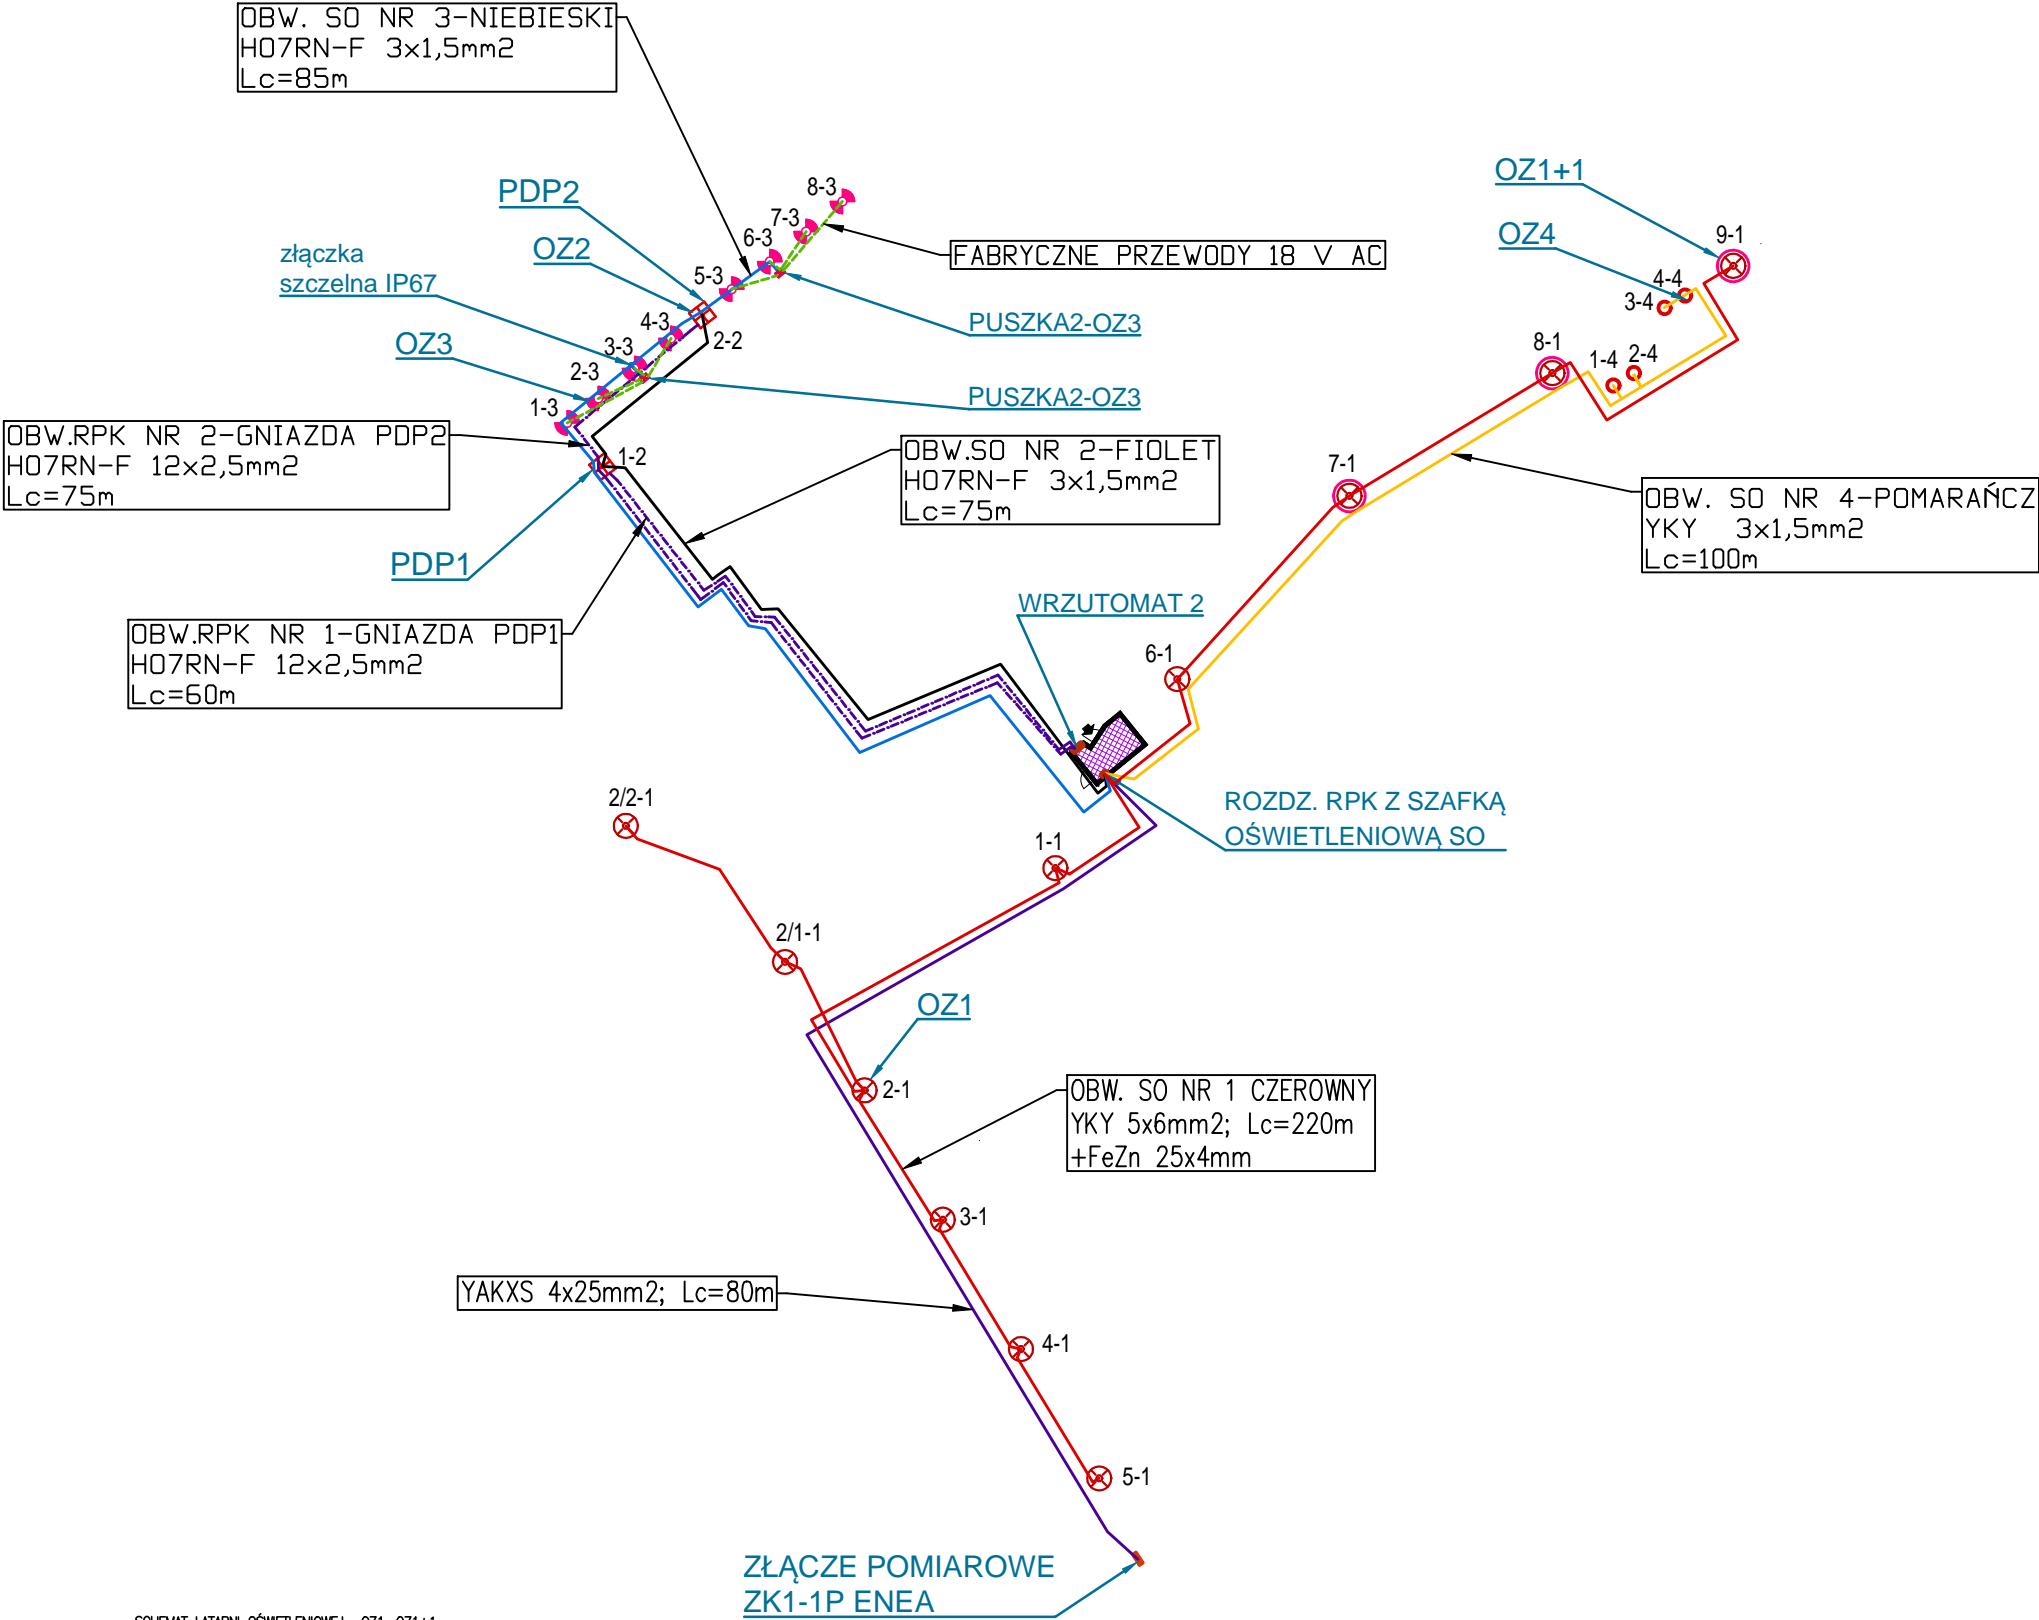 OBW. SO NR 3-NIEBIESKI
HO7RN-F 3x1,5mm2
Lc=85m
PDP2
OZ2
złączka
szczelna IP67
OZ3
8-3
7-3
6-3
5-3
4-3
3-3
2-3
1-3
2-2
1-2
FABRYCZNE PRZEWODY 18 V AC
PUSZKA2-OZ3
PUSZKA2-OZ3
OZ1+1
OZ4
9-1
4-4
3-4
8-1
1-4
2-4
7-1
6-1
OBW.RPK NR 2-GNIAZDA PDP2
HO7RN-F 12x2,5mm2
Lc=75m
OBW.SO NR 2-FIOLET
HO7RN-F 3x1,5mm2
Lc=75m
OBW. SO NR 4-POMARAŃCZ
YKY 3x1,5mm2
Lc=100m
PDP1
OBW.RPK NR 1-GNIAZDA PDP1
HO7RN-F 12x2,5mm2
Lc=60m
WRZUTOMAT 2
ROZDZ. RPK Z SZAFKĄ
OŚWIETLENIOWĄ SO
2/2-1
1-1
2/1-1
OZ1
2-1
OBW. SO NR 1 CZEROWNY
YKY 5x6mm2; Lc=220m
+FeZn 25x4mm
3-1
YAKXS 4x25mm2; Lc=80m
4-1
5-1
ZŁĄCZE POMIAROWE
ZK1-1P ENEA
SCHEMAT LATARNI OŚWIETLENIOWEJ